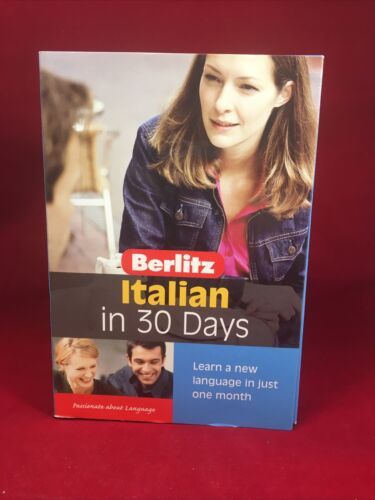 Berlitz
Italian
in 30 Days
Learn a new
language in just
one month
Passionate about Language